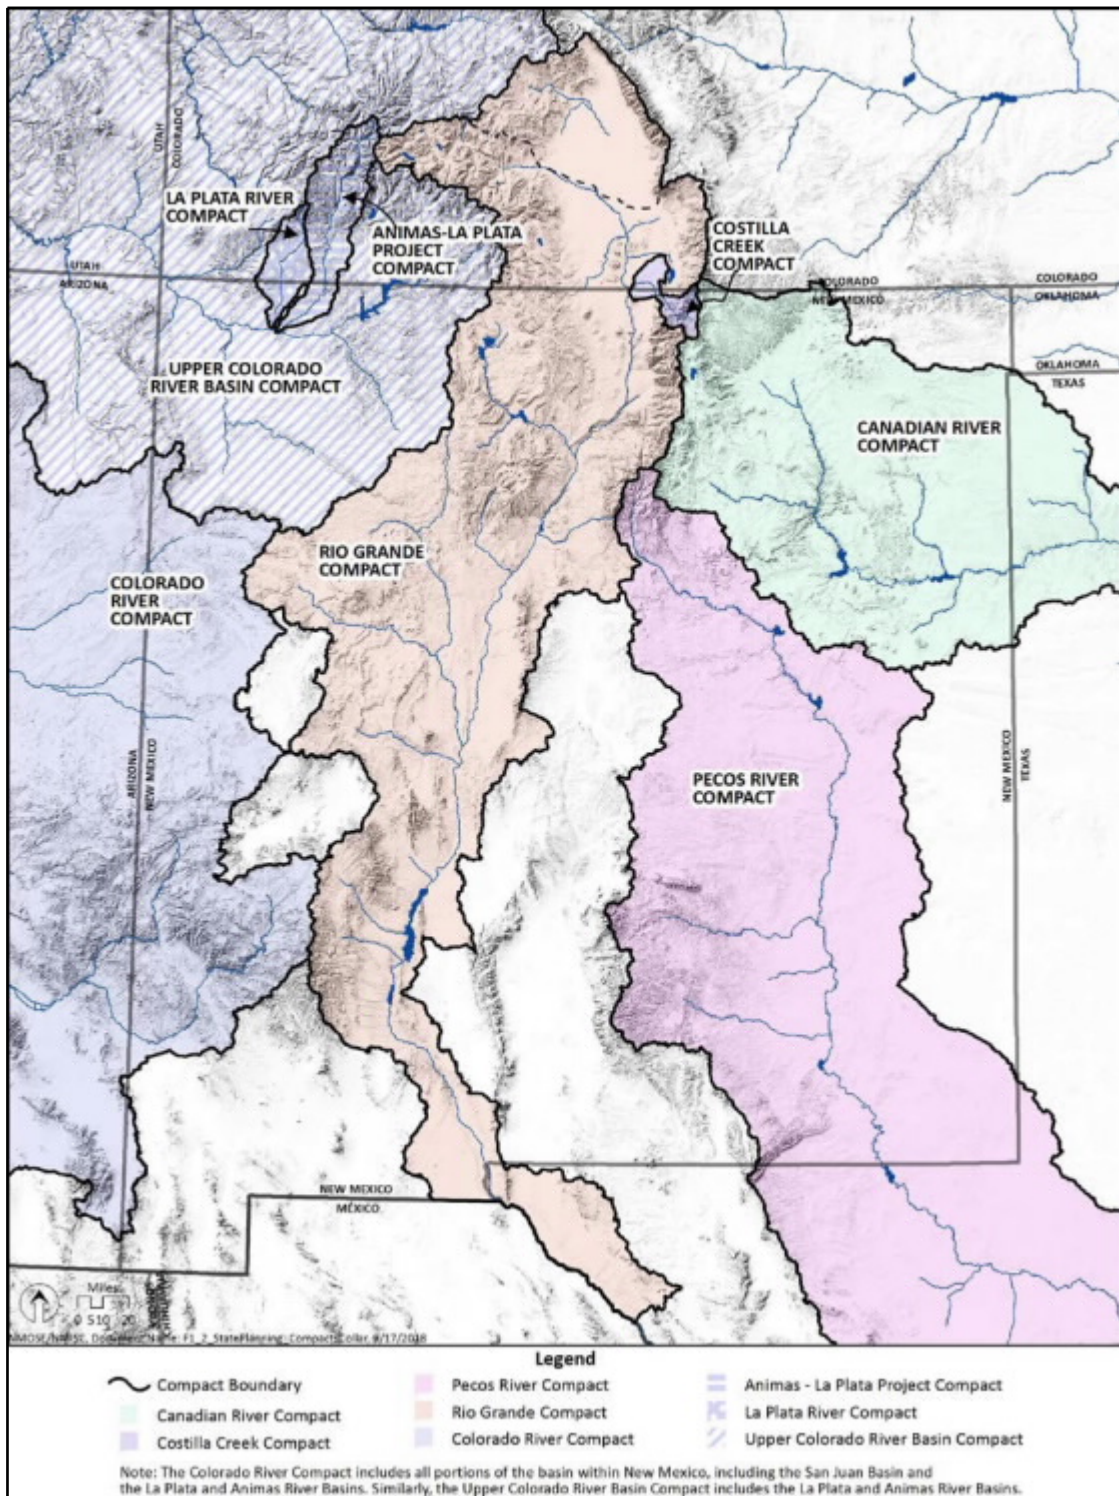 UTAH
COLORADO
LA PLATA RIVER
COMPACT
ANIMAS-LA PLATA
PROJECT
COMPACT
COSTILLA
CREEK
COMPACT
UTAH
ARIZONA
COLORADO
NEW MEXICO
COLORADO
OKLAHOMA
UPPER COLORADO
RIVER BASIN COMPACT
OKLAHOMA
TEXAS
CANADIAN RIVER
COMPACT
RIO GRANDE
COMPACT
COLORADO
RIVER
COMPACT
ARIZONA
NEW MEXICO
PECOS RIVER
COMPACT
NEW MEXICO
TEXAS
NEW MEXICO
MÉXICO
Miles
0 510 20
Legend
Compact Boundary
Canadian River Compact
Costilla Creek Compact
Pecos River Compact
Rio Grande Compact
Colorado River Compact
Animas - La Plata Project Compact
La Plata River Compact
Upper Colorado River Basin Compact
Note: The Colorado River Compact includes all portions of the basin within New Mexico, including the San Juan Basin and
the La Plata and Animas River Basins. Similarly, the Upper Colorado River Basin Compact includes the La Plata and Animas River Basins.